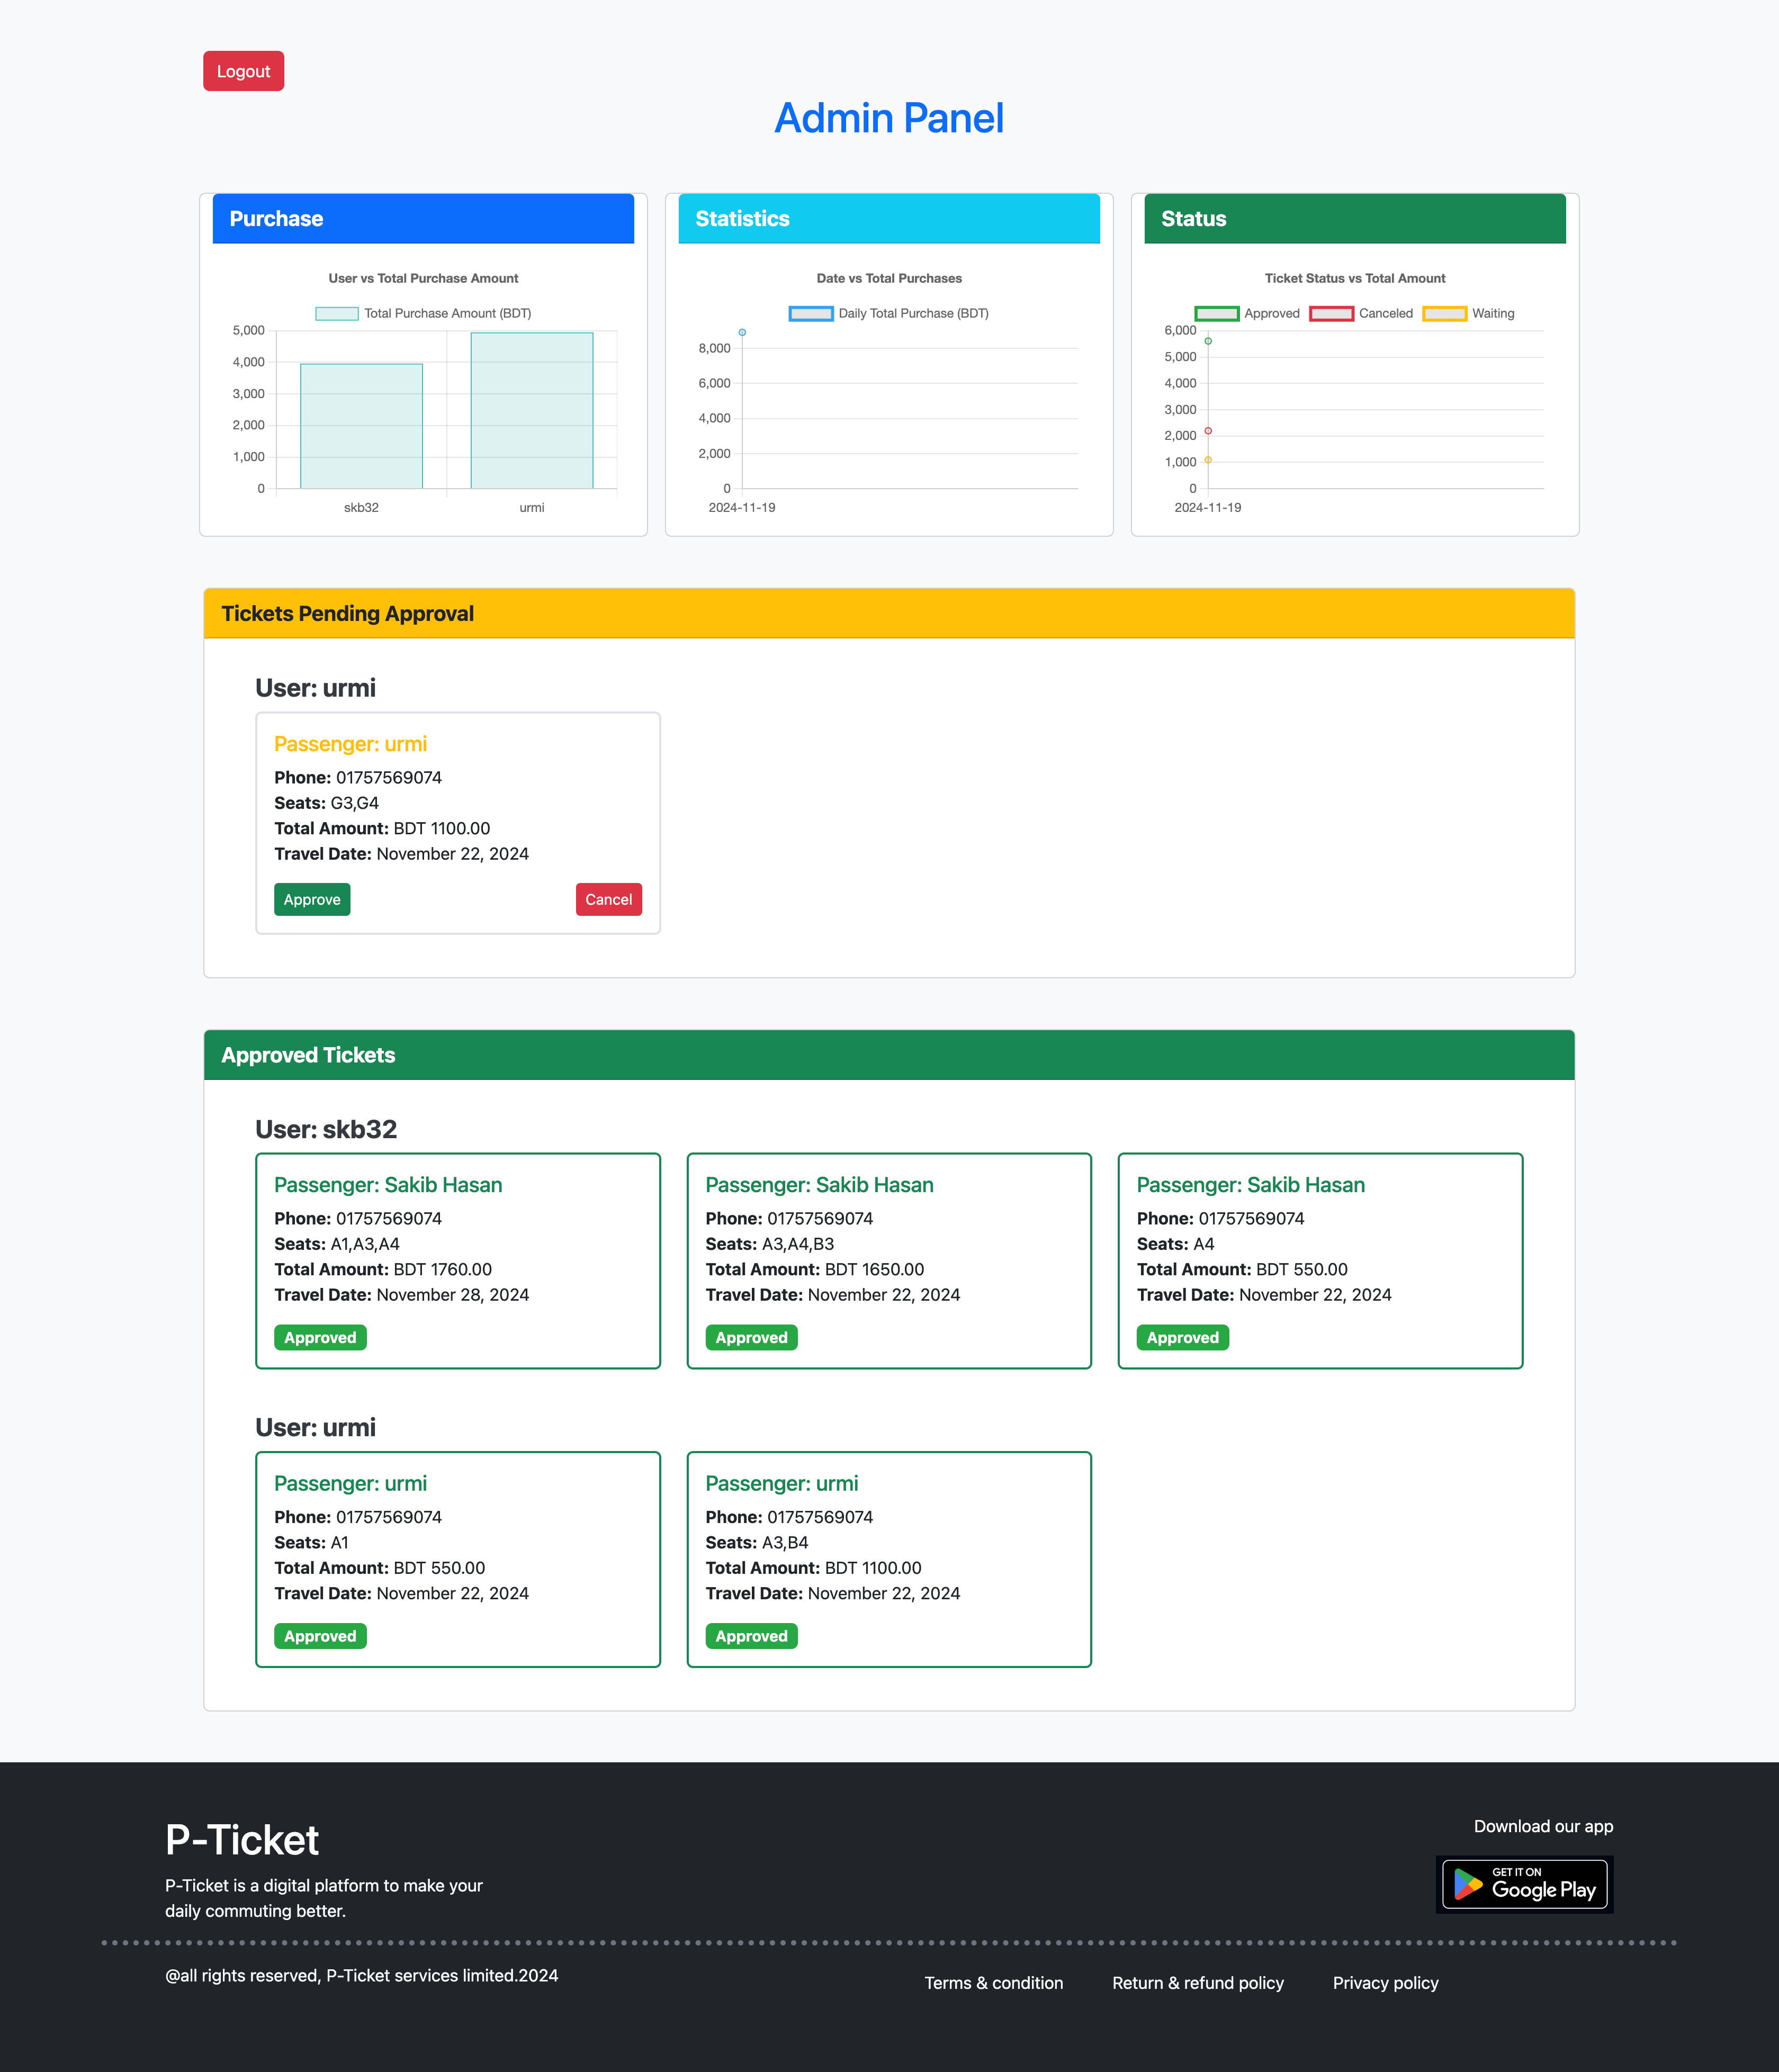 Logout
Admin Panel
Purchase
User vs Total Purchase Amount
Total Purchase Amount (BDT)
5,000
4,000
3,000
2,000
1,000
0
skb32 urmi
Statistics
Date vs Total Purchases
Daily Total Purchase (BDT)
8,000
6,000
4,000
2,000
0
2024-11-19
Status
Ticket Status vs Total Amount
Approved Canceled Waiting
6,000
5,000
4,000
3,000
2,000
1,000
0
2024-11-19
Tickets Pending Approval
User: urmi
Passenger: urmi
Phone: 01757569074
Seats: G3,G4
Total Amount: BDT 1100.00
Travel Date: November 22, 2024
Approve Cancel
Approved Tickets
User: skb32
Passenger: Sakib Hasan
Phone: 01757569074
Seats: A1,A3,A4
Total Amount: BDT 1760.00
Travel Date: November 28, 2024
Approved
Passenger: Sakib Hasan
Phone: 01757569074
Seats: A3,A4,B3
Total Amount: BDT 1650.00
Travel Date: November 22, 2024
Approved
Passenger: Sakib Hasan
Phone: 01757569074
Seats: A4
Total Amount: BDT 550.00
Travel Date: November 22, 2024
Approved
User: urmi
Passenger: urmi
Phone: 01757569074
Seats: A1
Total Amount: BDT 550.00
Travel Date: November 22, 2024
Approved
Passenger: urmi
Phone: 01757569074
Seats: A3,B4
Total Amount: BDT 1100.00
Travel Date: November 22, 2024
Approved
P-Ticket
P-Ticket is a digital platform to make your
daily commuting better.
Download our app
GET IT ON
Google Play
@all rights reserved, P-Ticket services limited.2024
Terms & condition Return & refund policy Privacy policy